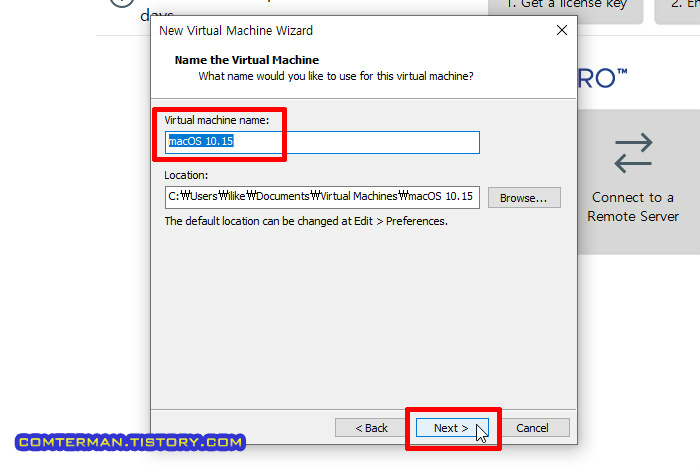 days
1. Get a license key
2. En
New Virtual Machine Wizard
Name the Virtual Machine
What name would you like to use for this virtual machine?
RO™
Virtual machine name:
macOS 10.15
Location:
C:₩Users₩ilike₩Documents₩Virtual Machines₩macOS 10.15
Browse...
The default location can be changed at Edit > Preferences.
Connect to a
Remote Server
< Back
Next >
Cancel
COMTERMAN.TISTORY.COM